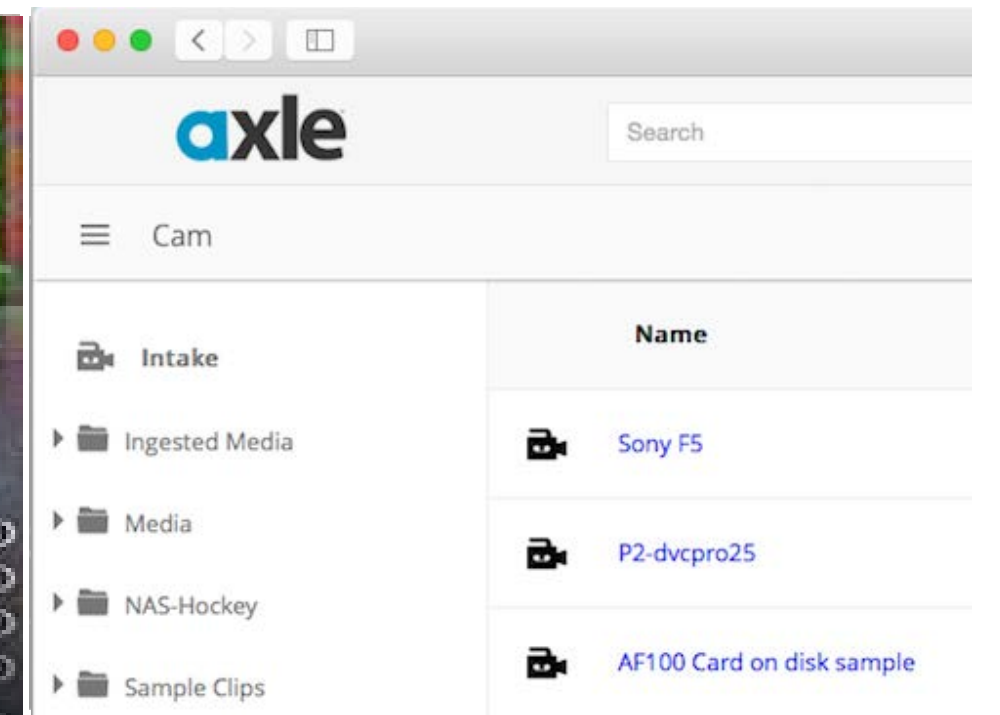 axle
Search
Cam
Intake
Ingested Media
Media
NAS-Hockey
Sample Clips
Name
Sony F5
P2-dvcpro25
AF100 Card on disk sample